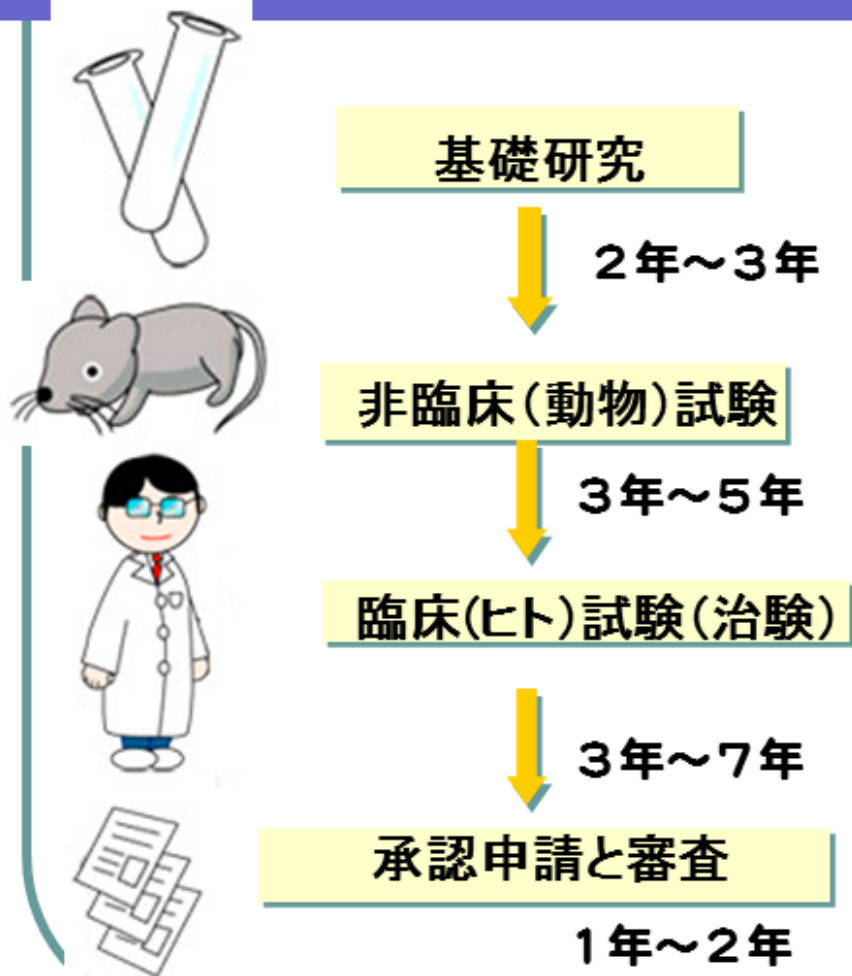 基礎研究
２年～３年
非臨床（動物）試験
３年～５年
臨床(ヒト）試験（治験）
３年～７年
承認申請と審査
１年～２年